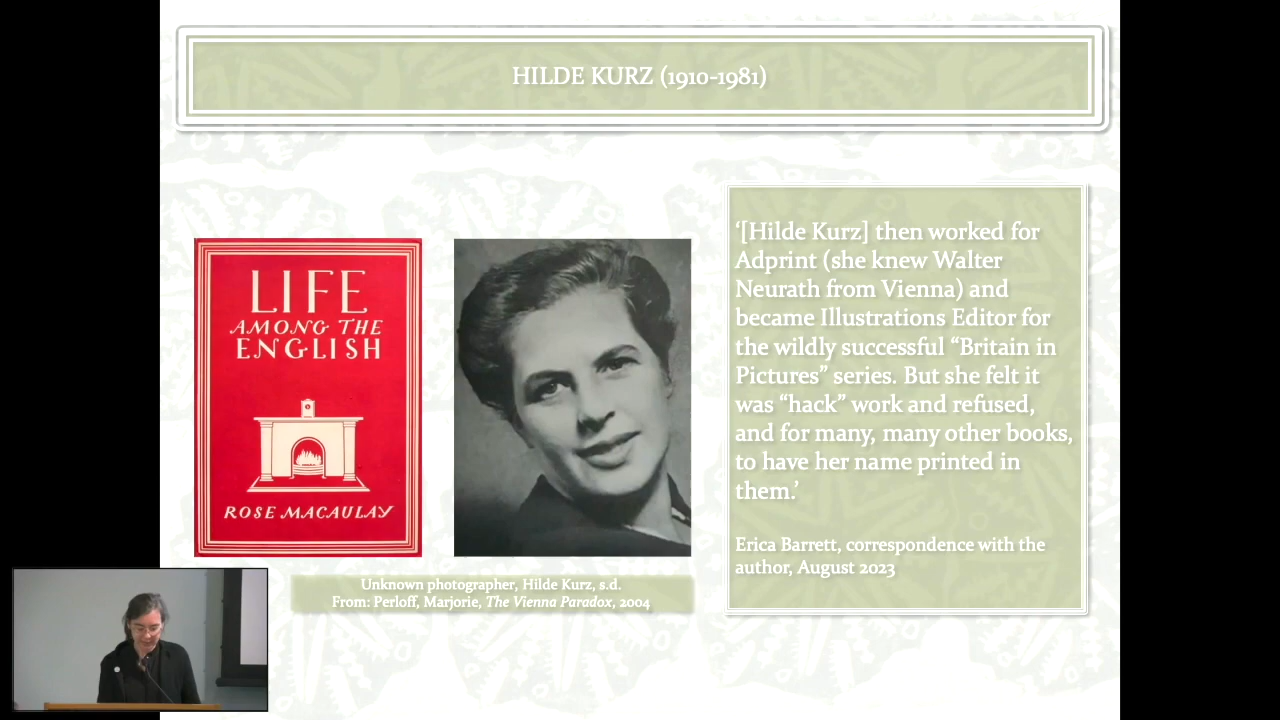 HILDE KURZ (1910-1981)
LIFE
AMONG THE
ENGLISH
ROSE MACAULAY
Unknown photographer, Hilde Kurz, s.d.
From: Perloff, Marjorie, The Vienna Paradox, 2004
‘[Hilde Kurz] then worked for
Adprint (she knew Walter
Neurath from Vienna) and
became Illustrations Editor for
the wildly successful “Britain in
Pictures” series. But she felt it
was “hack” work and refused,
and for many, many other books,
to have her name printed in
them.’
Erica Barrett, correspondence with the
author, August 2023